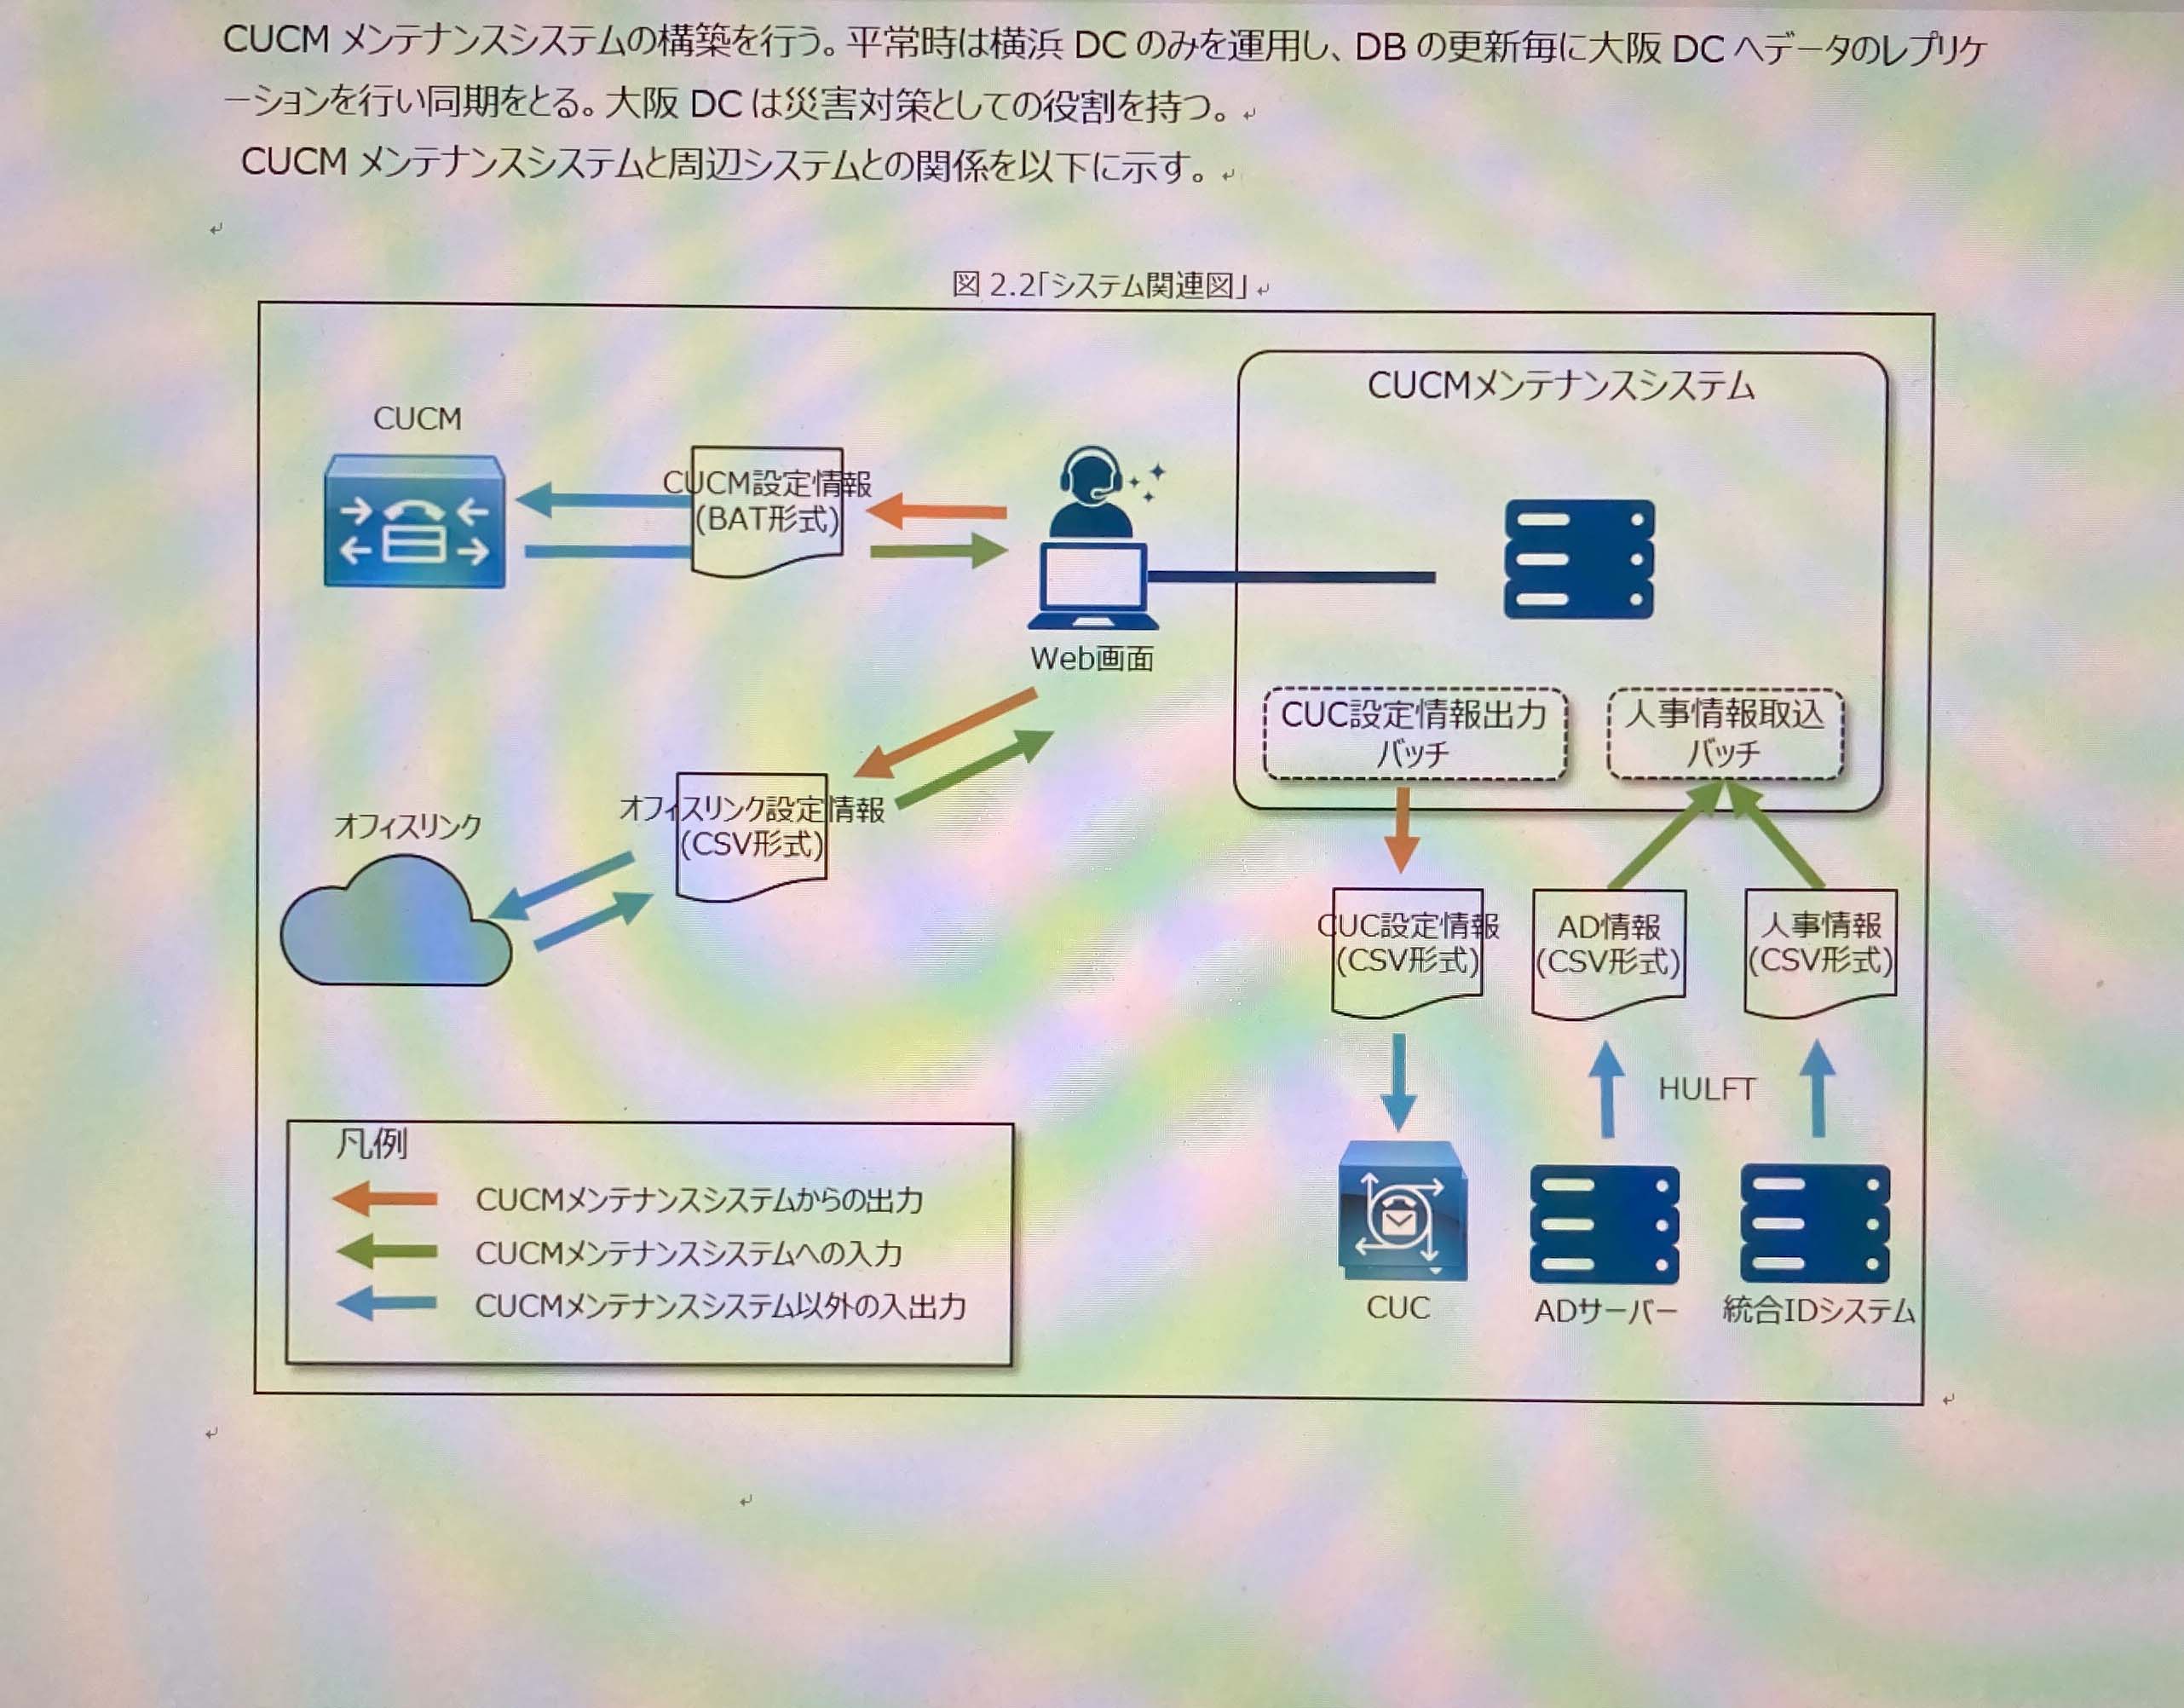 CUCM メンテナンスシステムの構築を行う。平常時は横浜 DC のみを運用し、DB の更新毎に大阪 DC へデータのレプリケ
ーションを行い同期をとる。大阪 DC は災害対策としての役割を持つ。
CUCM メンテナンスシステムと周辺システムとの関係を以下に示す。
図 2.2「システム関連図」
CUCMメンテナンスシステム
CUCM
CUCM設定情報
(BAT形式)
Web画面
CUC設定情報出力
バッチ
人事情報取込
バッチ
オフィスリンク
オフィスリンク設定情報
(CSV形式)
CUC設定情報
(CSV形式)
AD情報
(CSV形式)
人事情報
(CSV形式)
HULFT
CUC
ADサーバー
統合IDシステム
凡例
CUCMメンテナンスシステムからの出力
CUCMメンテナンスシステムへの入力
CUCMメンテナンスシステム以外の入出力